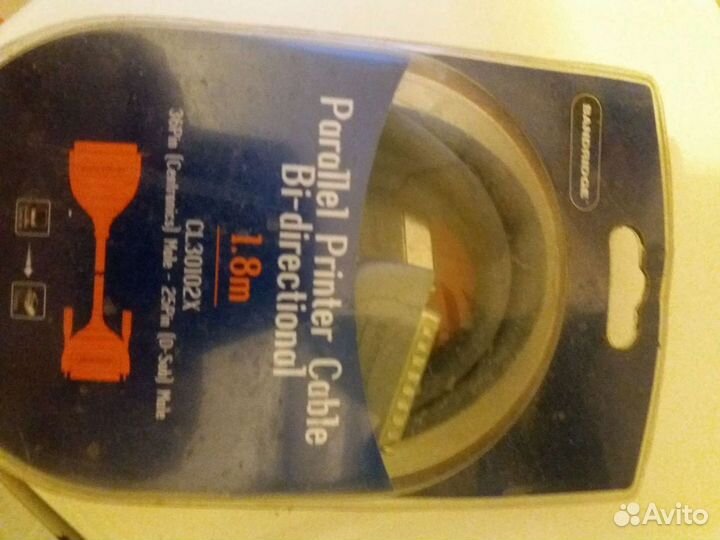 BANDRIDGE
Parallel Printer Cable
Bi-directional
1.8m
CL30102X
36Pin (Centronics) Male - 25Pin (D-Sub) Male
Avito